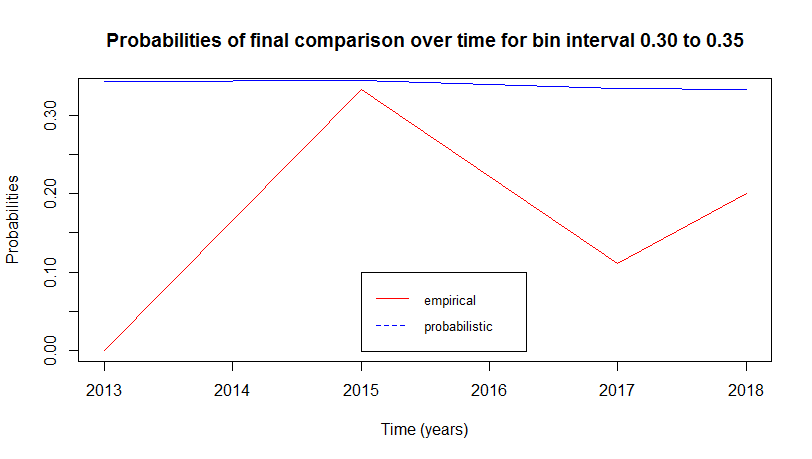 Probabilities of final comparison over time for bin interval 0.30 to 0.35
Probabilities
0.30
0.20
0.10
0.00
empirical
probabilistic
2013 2014 2015 2016 2017 2018
Time (years)